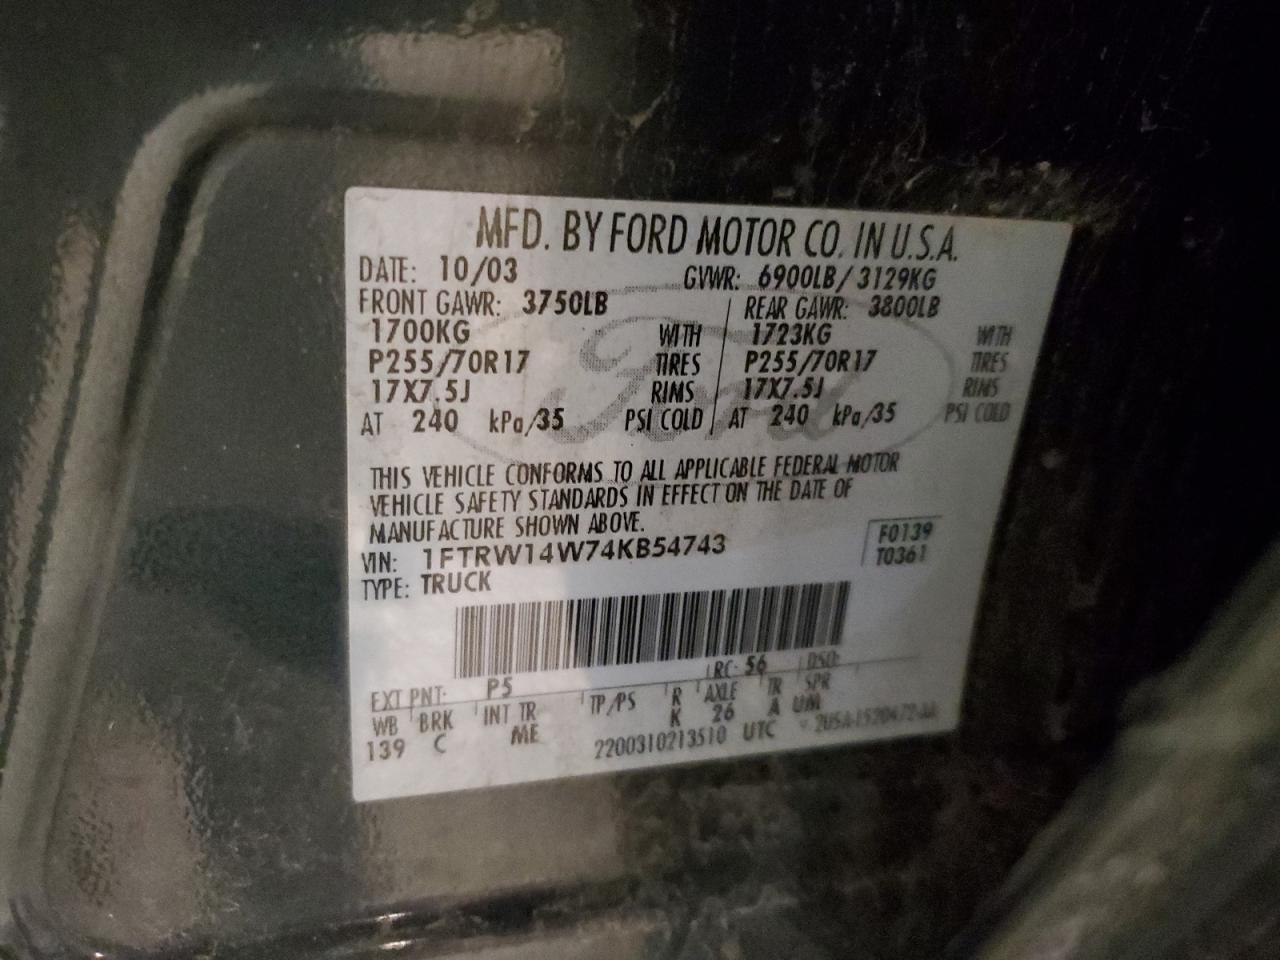 MFD. BY FORD MOTOR CO. IN U.S.A.
DATE: 10/03 GVWR: 6900LB/3129KG
FRONT GAWR: 3750LB REAR GAWR: 3800LB
1700KG WITH 1723KG WITH
P255/70R17 TIRES P255/70R17 TIRES
17X7.5J RIMS 17X7.5J RIMS
AT 240 kPa/35 PSI COLD AT 240 kPa/35 PSI COLD
Ford
THIS VEHICLE CONFORMS TO ALL APPLICABLE FEDERAL MOTOR
VEHICLE SAFETY STANDARDS IN EFFECT ON THE DATE OF
MANUFACTURE SHOWN ABOVE.
VIN: 1FTRW14W74KB54743
F0139
T0361
TYPE: TRUCK
EXT PNT: P5 RC: 56 DSO:
WB BRK INT TR TP/PS R AXLE TR SPR
139 C ME K 26 A UM
2200310213510 UTC